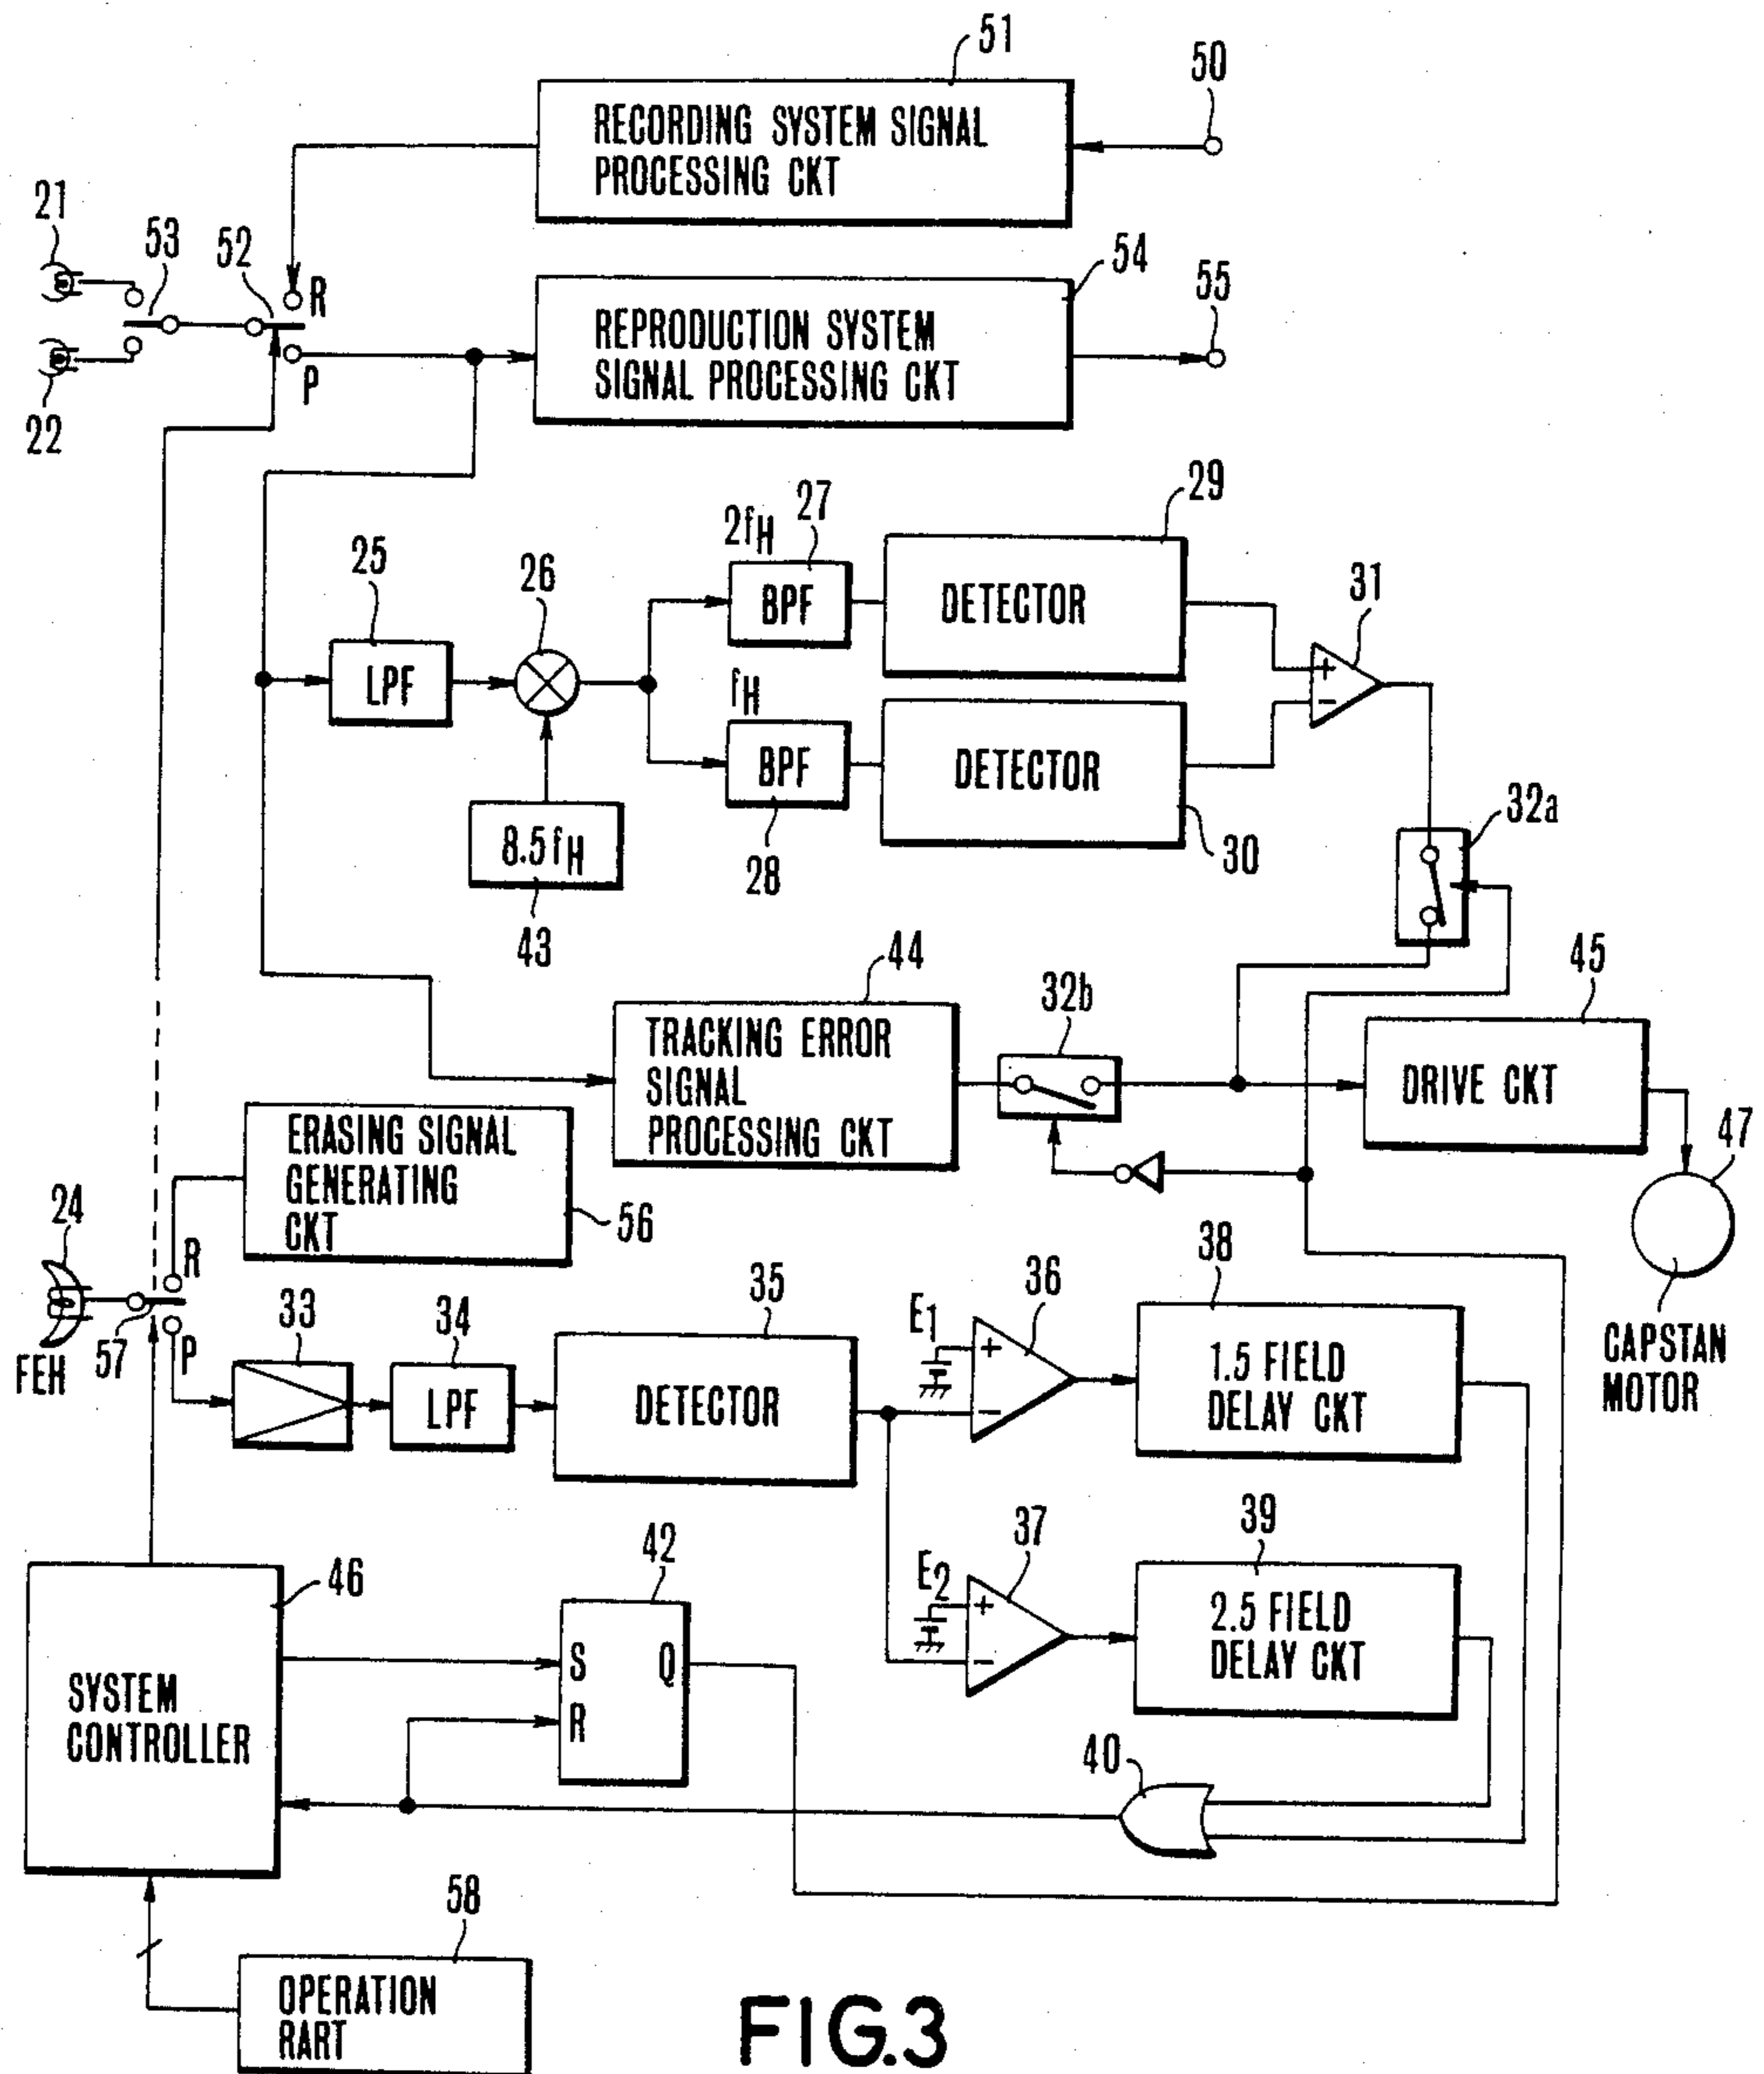 51
50
RECORDING SYSTEM SIGNAL
PROCESSING CKT
21
53
52
R
54
55
REPRODUCTION SYSTEM
SIGNAL PROCESSING CKT
P
22
29
2fH
27
25
26
BPF
DETECTOR
31
+
LPF
fH
−
BPF
DETECTOR
32a
8.5fH
28
30
43
44
45
32b
TRACKING ERROR
SIGNAL
PROCESSING CKT
DRIVE CKT
ERASING SIGNAL
GENERATING
CKT
47
24
56
R
38
36
35
33
34
E1
57
P
FEH
+
1.5 FIELD
DELAY CKT
CAPSTAN
MOTOR
LPF
DETECTOR
−
42
37
39
46
E2
+
2.5 FIELD
DELAY CKT
S
Q
−
SYSTEM
CONTROLLER
R
40
58
OPERATION
RART
FIG.3